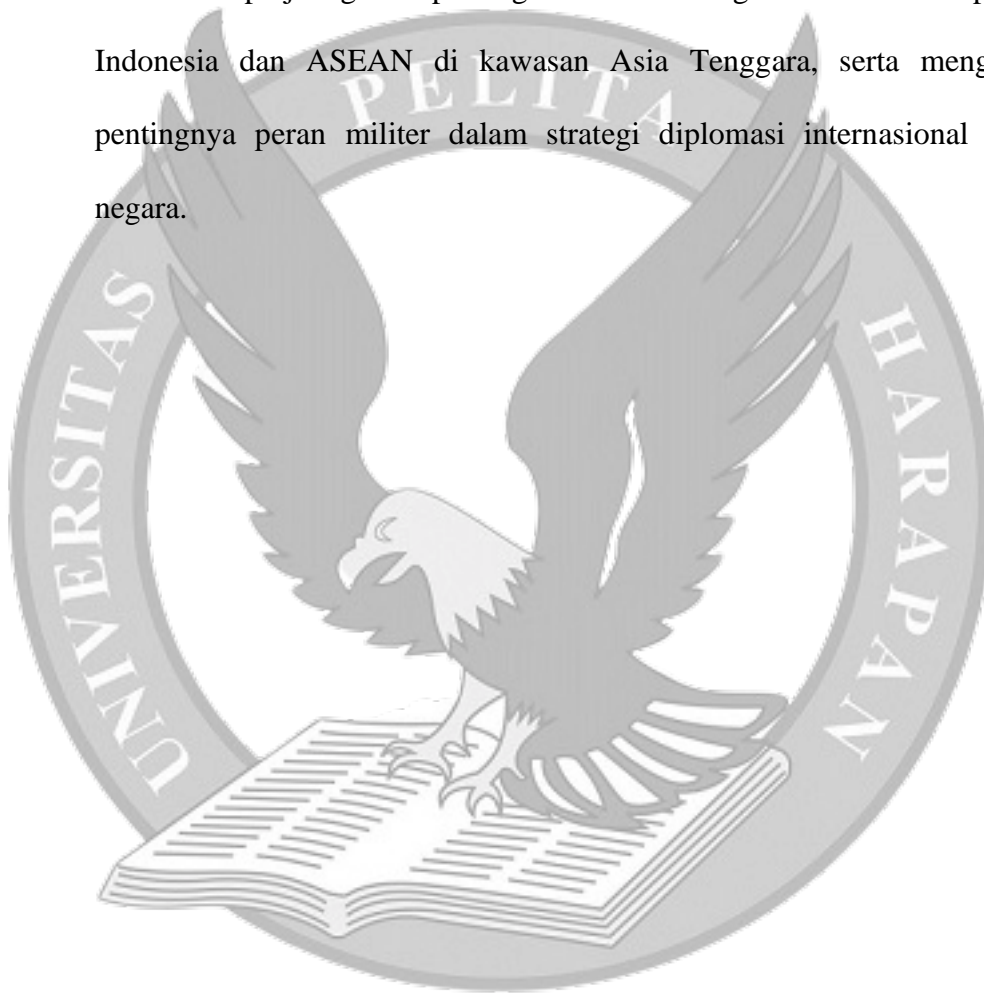 Indonesia dan ASEAN di kawasan Asia Tenggara, serta meng
pentingnya peran militer dalam strategi diplomasi internasional
negara.
UNIVERSITAS PELITA HARAPAN